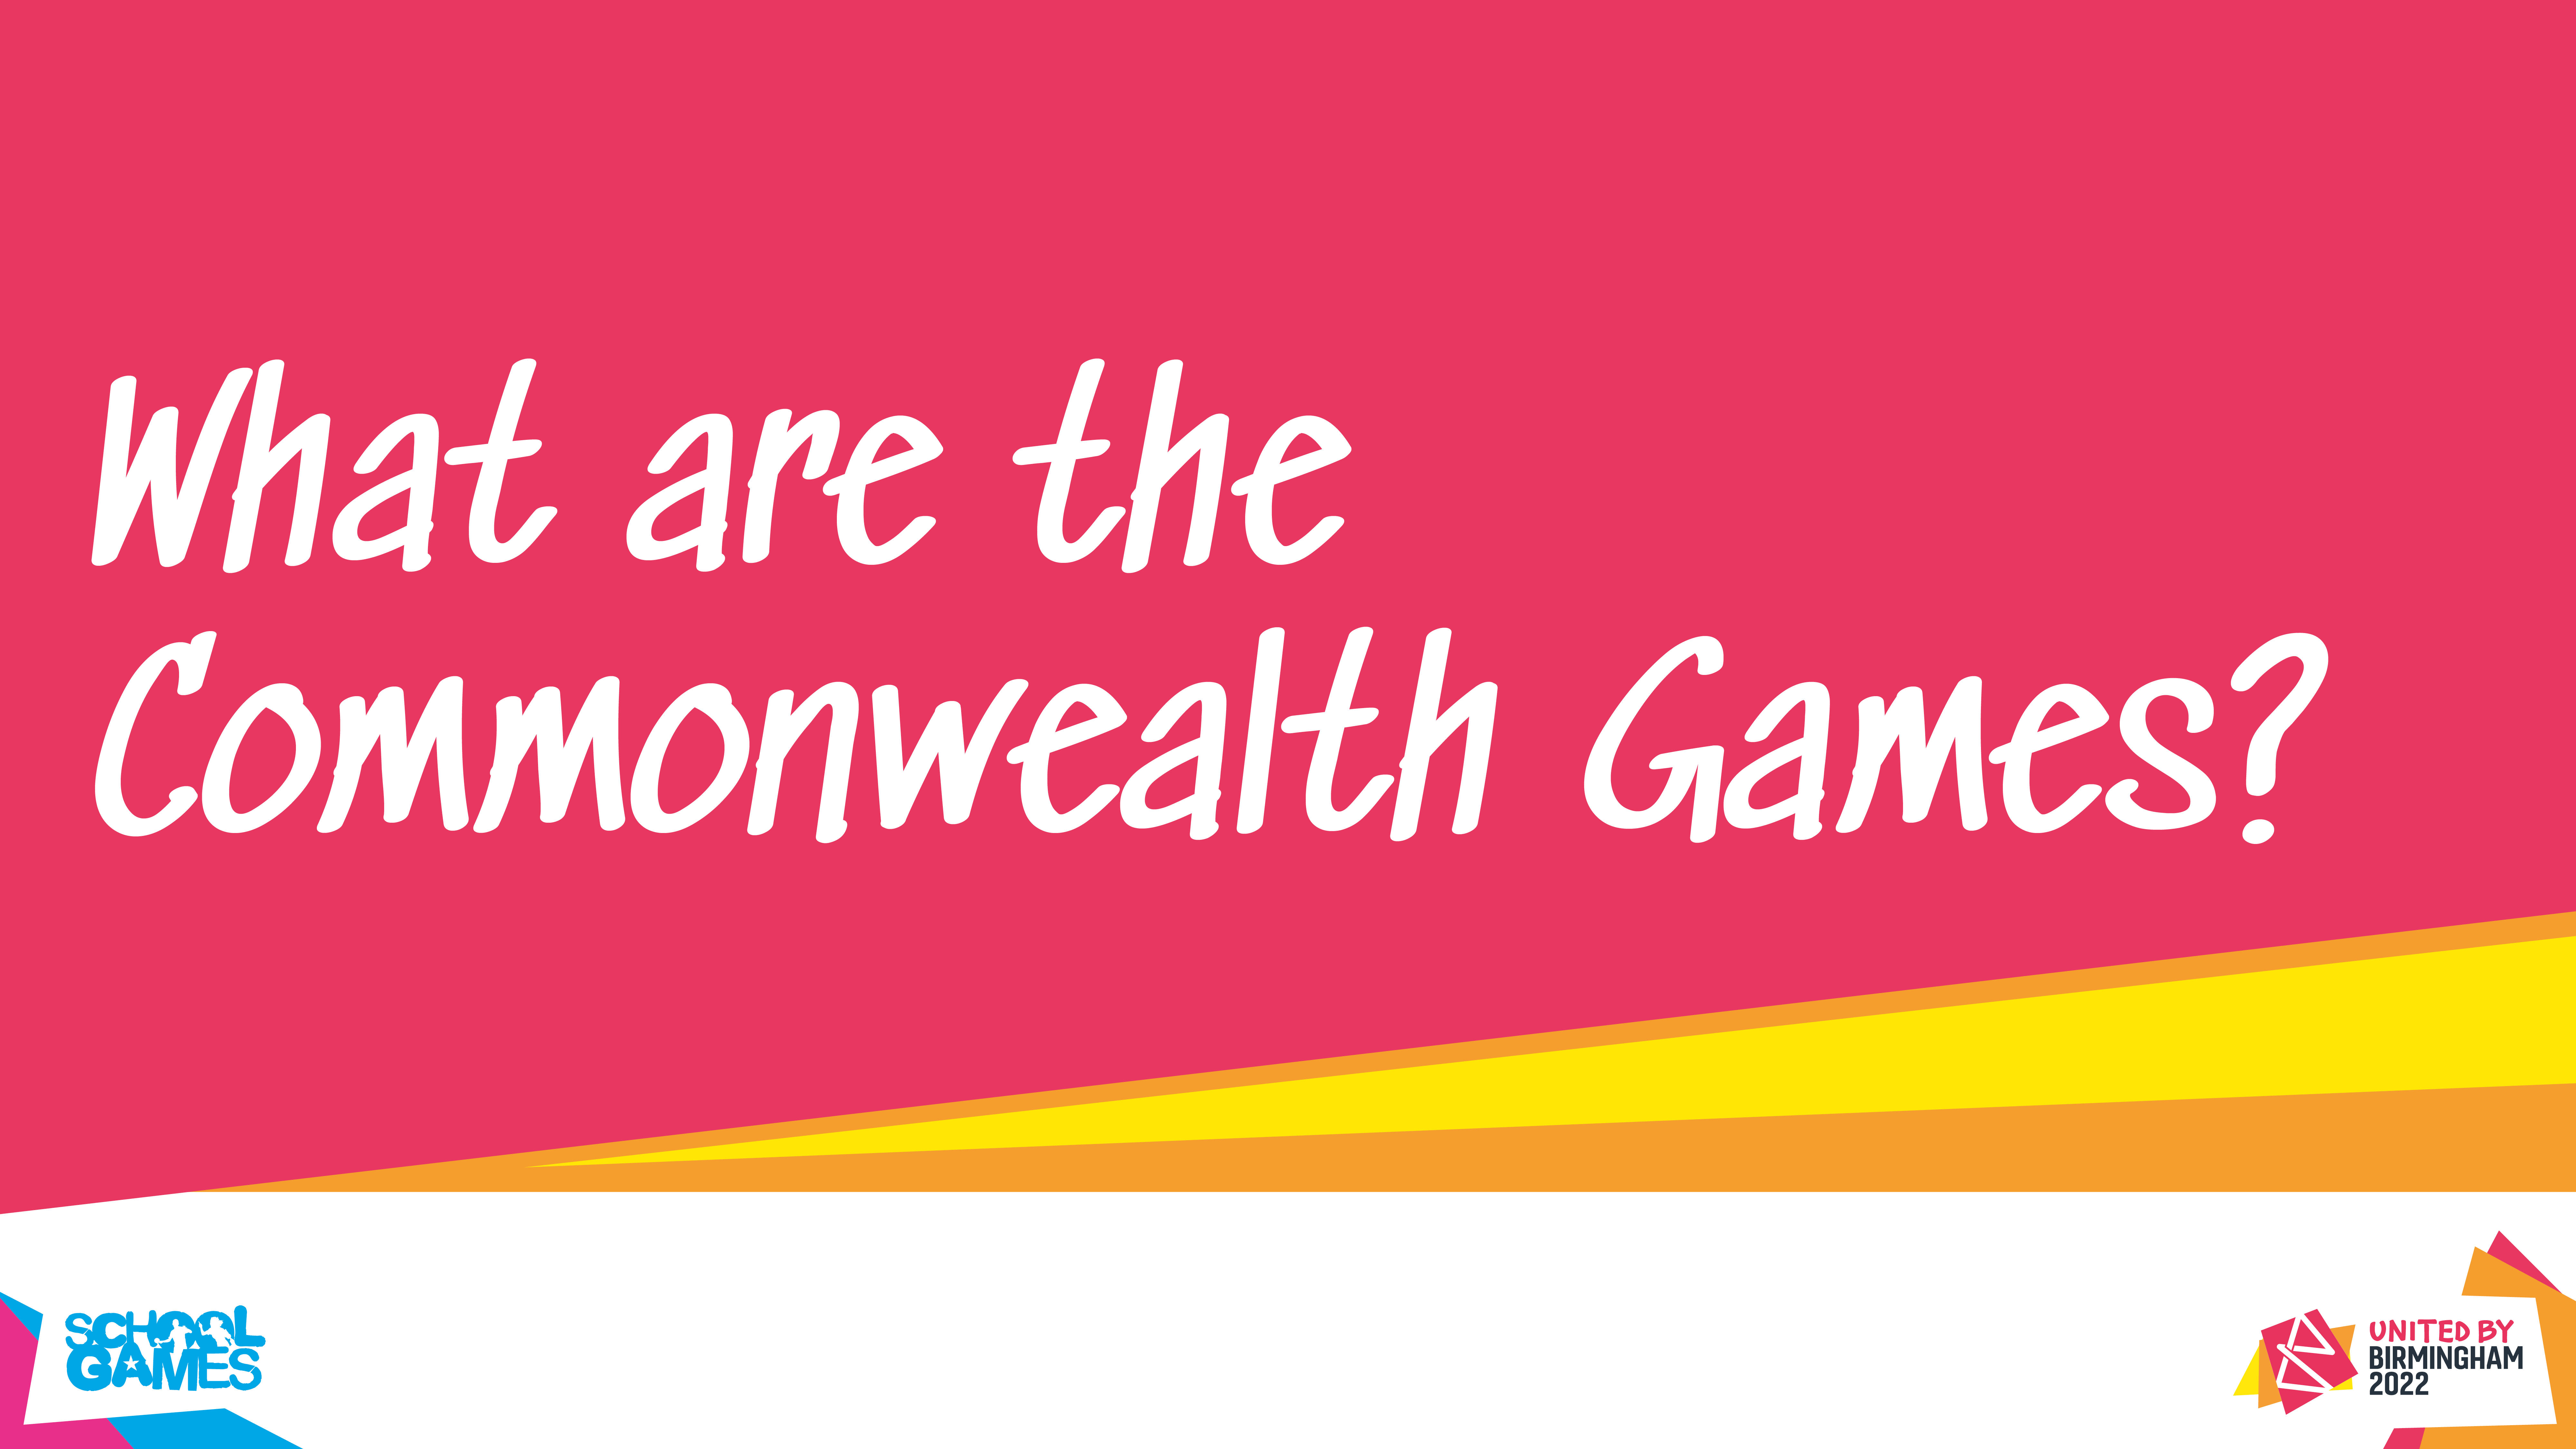 What are the
Commonwealth Games?
SCHOOL
GAMES
UNITED BY
BIRMINGHAM
2022